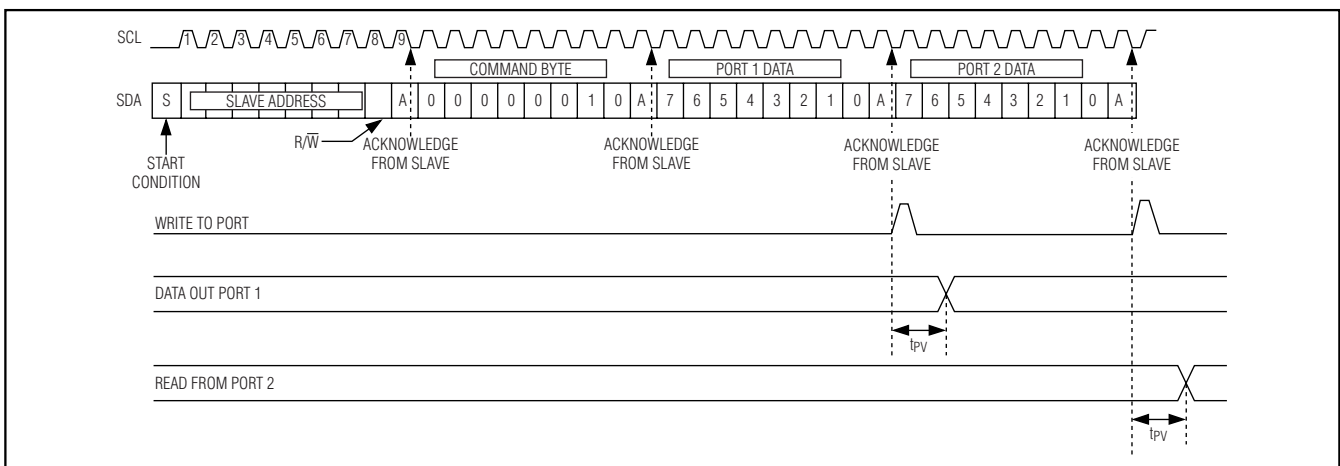 SCL 1 2 3 4 5 6 7 8 9
COMMAND BYTE PORT 1 DATA PORT 2 DATA
SDA S SLAVE ADDRESS A 0 0 0 0 0 0 1 0 A 7 6 5 4 3 2 1 0 A 7 6 5 4 3 2 1 0 A
R/W̅
START
CONDITION
ACKNOWLEDGE
FROM SLAVE
ACKNOWLEDGE
FROM SLAVE
ACKNOWLEDGE
FROM SLAVE
ACKNOWLEDGE
FROM SLAVE
WRITE TO PORT
DATA OUT PORT 1
tPV
READ FROM PORT 2
tPV